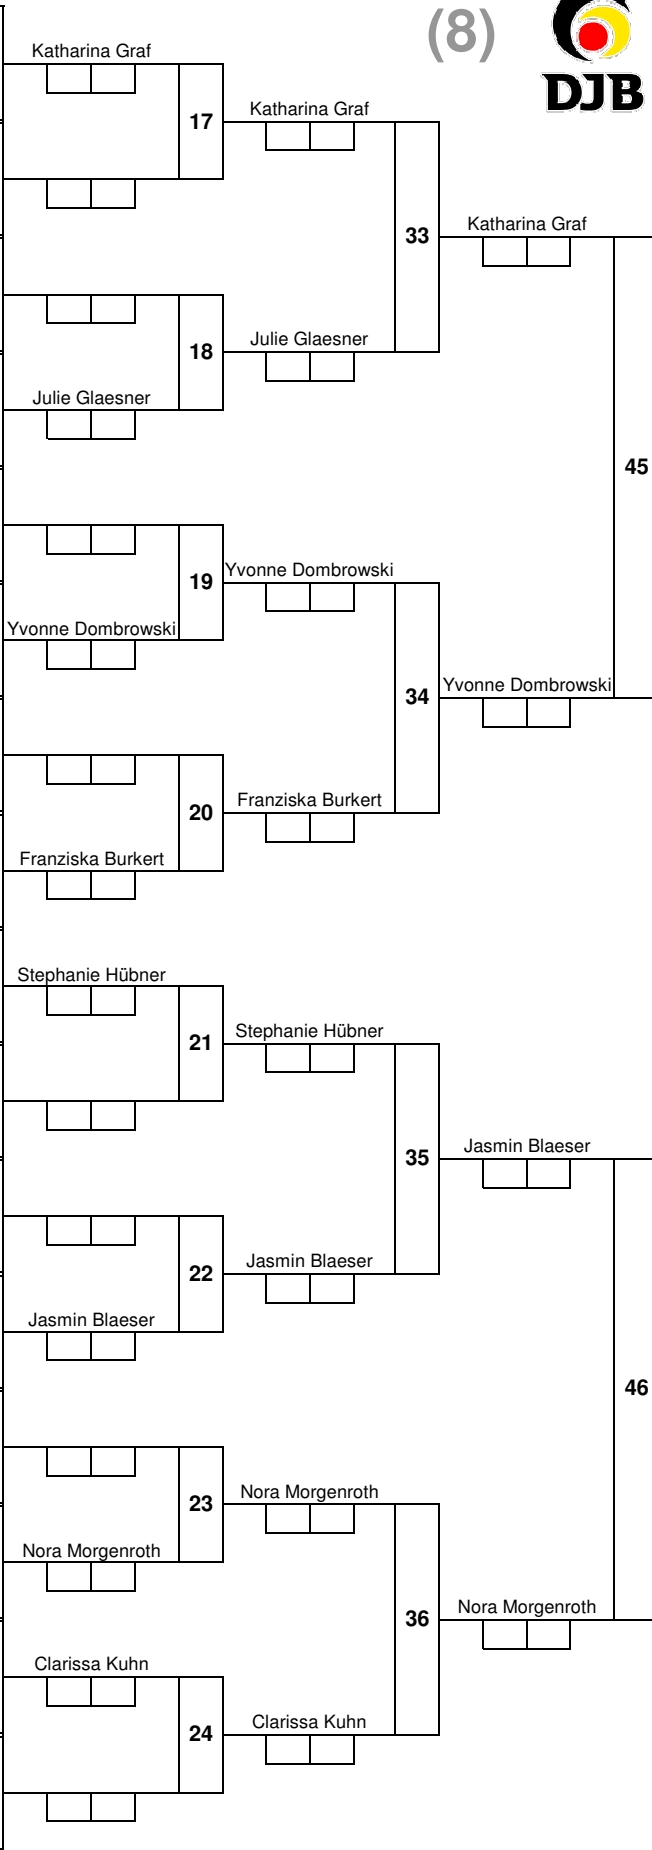 (8)
DJB
Katharina Graf
17
Katharina Graf
33
Katharina Graf
18
Julie Glaesner
Julie Glaesner
45
19
Yvonne Dombrowski
Yvonne Dombrowski
34
Yvonne Dombrowski
20
Franziska Burkert
Franziska Burkert
Stephanie Hübner
21
Stephanie Hübner
35
Jasmin Blaeser
22
Jasmin Blaeser
Jasmin Blaeser
46
23
Nora Morgenroth
Nora Morgenroth
36
Nora Morgenroth
Clarissa Kuhn
24
Clarissa Kuhn